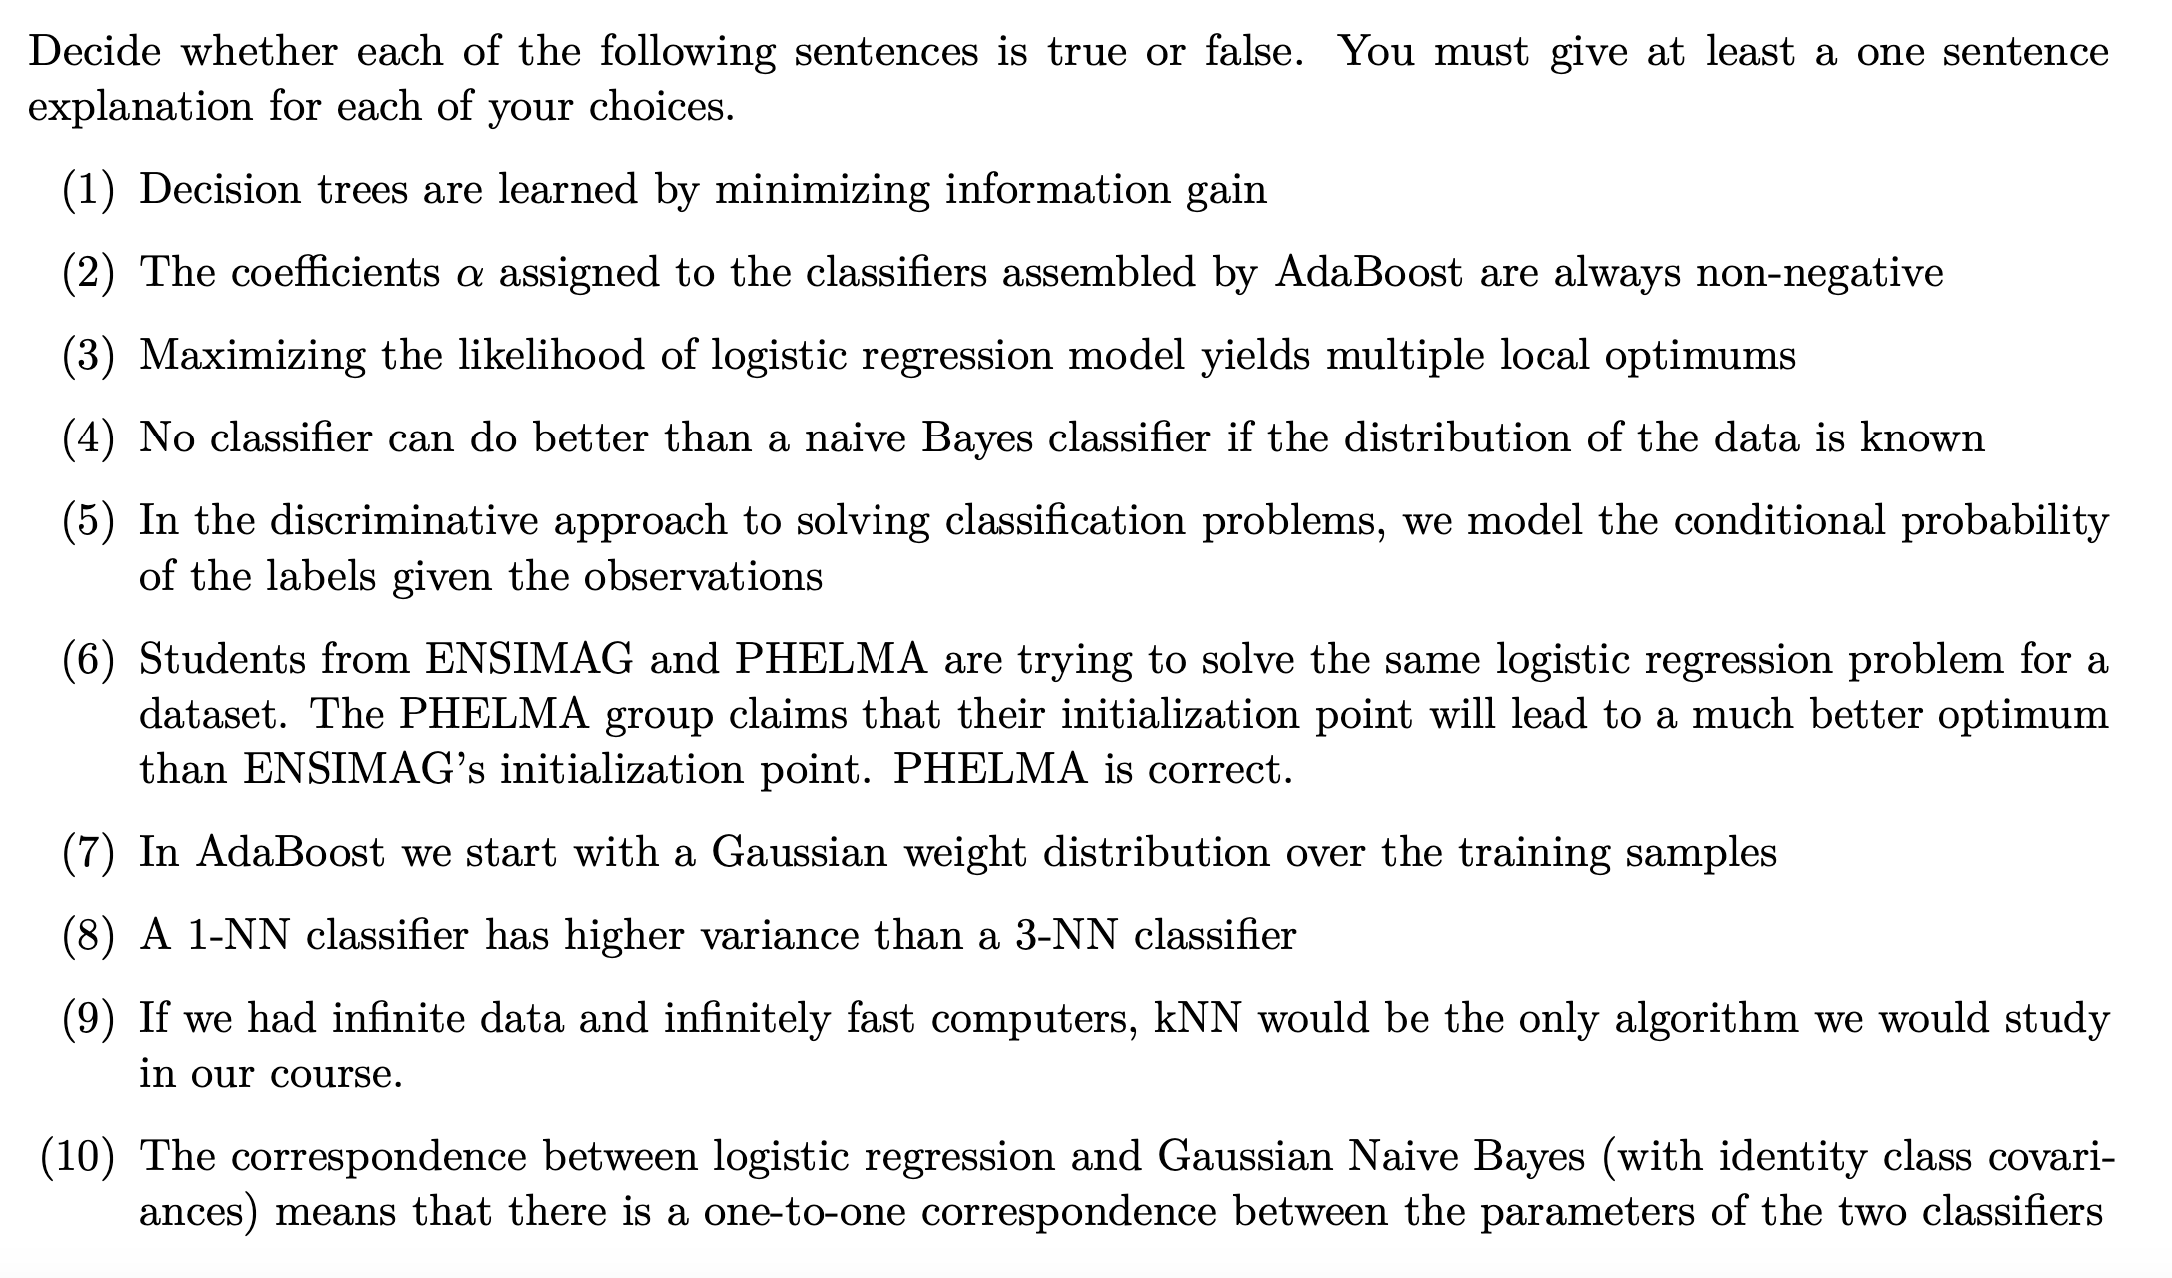 Decide whether each of the following sentences is true or false. You must give at least a one sentence
explanation for each of your choices.
(1) Decision trees are learned by minimizing information gain
(2) The coefficients α assigned to the classifiers assembled by AdaBoost are always non-negative
(3) Maximizing the likelihood of logistic regression model yields multiple local optimums
(4) No classifier can do better than a naive Bayes classifier if the distribution of the data is known
(5) In the discriminative approach to solving classification problems, we model the conditional probability
of the labels given the observations
(6) Students from ENSIMAG and PHELMA are trying to solve the same logistic regression problem for a
dataset. The PHELMA group claims that their initialization point will lead to a much better optimum
than ENSIMAG's initialization point. PHELMA is correct.
(7) In AdaBoost we start with a Gaussian weight distribution over the training samples
(8) A 1-NN classifier has higher variance than a 3-NN classifier
(9) If we had infinite data and infinitely fast computers, kNN would be the only algorithm we would study
in our course.
(10) The correspondence between logistic regression and Gaussian Naive Bayes (with identity class covari-
ances) means that there is a one-to-one correspondence between the parameters of the two classifiers